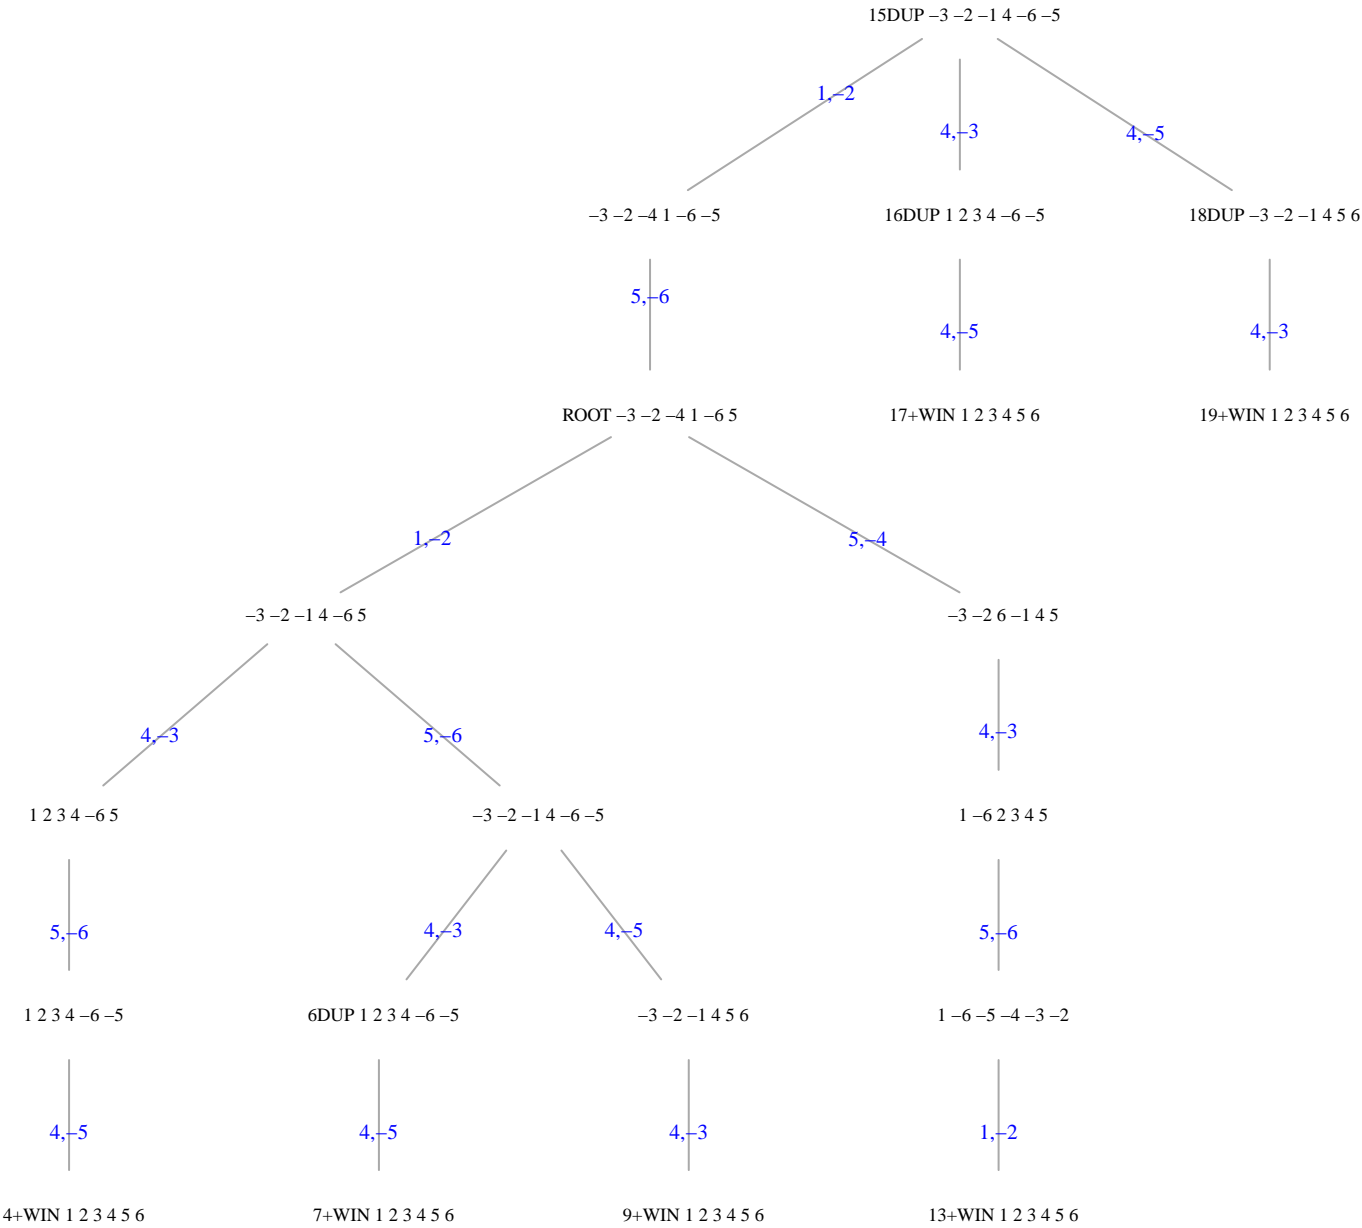 15DUP –3 –2 –1 4 –6 –5
1,–2
4,–3
4,–5
–3 –2 –4 1 –6 –5
16DUP 1 2 3 4 –6 –5
18DUP –3 –2 –1 4 5 6
5,–6
4,–5
4,–3
ROOT –3 –2 –4 1 –6 5
17+WIN 1 2 3 4 5 6
19+WIN 1 2 3 4 5 6
1,–2
5,–4
–3 –2 –1 4 –6 5
–3 –2 6 –1 4 5
4,–3
5,–6
4,–3
1 2 3 4 –6 5
–3 –2 –1 4 –6 –5
1 –6 2 3 4 5
5,–6
4,–3
4,–5
5,–6
1 2 3 4 –6 –5
6DUP 1 2 3 4 –6 –5
–3 –2 –1 4 5 6
1 –6 –5 –4 –3 –2
4,–5
4,–5
4,–3
1,–2
4+WIN 1 2 3 4 5 6
7+WIN 1 2 3 4 5 6
9+WIN 1 2 3 4 5 6
13+WIN 1 2 3 4 5 6